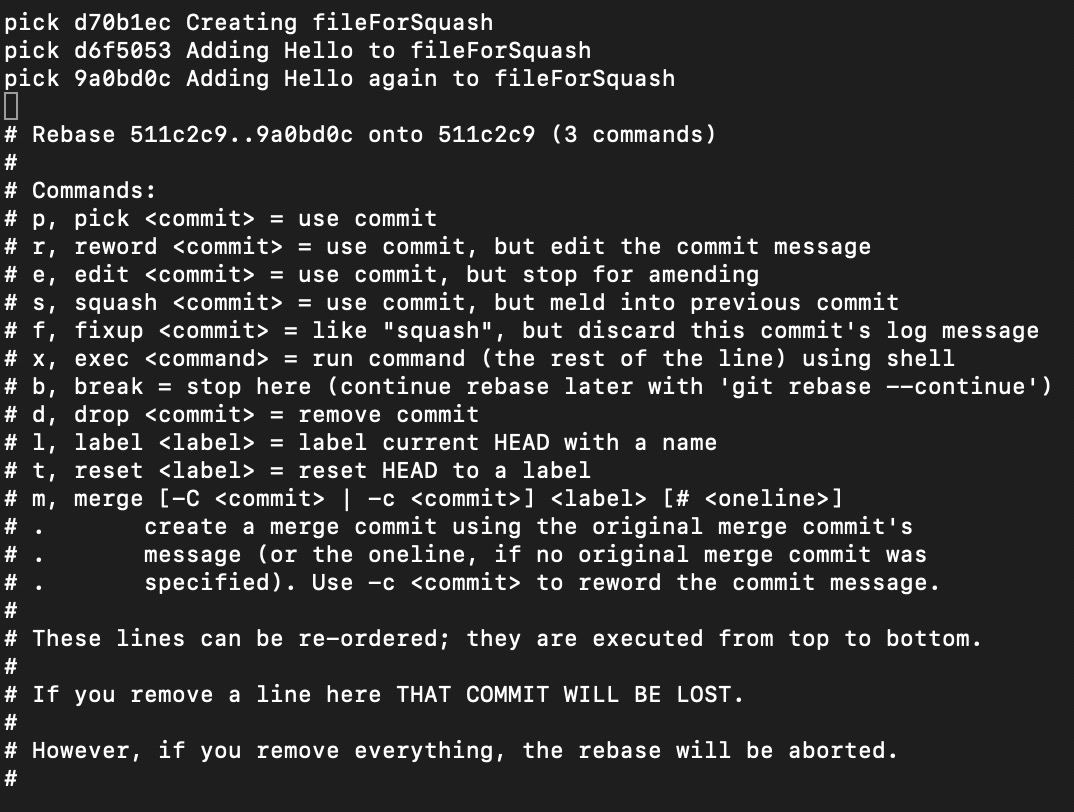 pick d70b1ec Creating fileForSquash
pick d6f5053 Adding Hello to fileForSquash
pick 9a0bd0c Adding Hello again to fileForSquash
# Rebase 511c2c9..9a0bd0c onto 511c2c9 (3 commands)
#
# Commands:
# p, pick <commit> = use commit
# r, reword <commit> = use commit, but edit the commit message
# e, edit <commit> = use commit, but stop for amending
# s, squash <commit> = use commit, but meld into previous commit
# f, fixup <commit> = like "squash", but discard this commit's log message
# x, exec <command> = run command (the rest of the line) using shell
# b, break = stop here (continue rebase later with 'git rebase --continue')
# d, drop <commit> = remove commit
# l, label <label> = label current HEAD with a name
# t, reset <label> = reset HEAD to a label
# m, merge [-C <commit> | -c <commit>] <label> [# <oneline>]
# .       create a merge commit using the original merge commit's
# .       message (or the oneline, if no original merge commit was
# .       specified). Use -c <commit> to reword the commit message.
#
# These lines can be re-ordered; they are executed from top to bottom.
#
# If you remove a line here THAT COMMIT WILL BE LOST.
#
# However, if you remove everything, the rebase will be aborted.
#